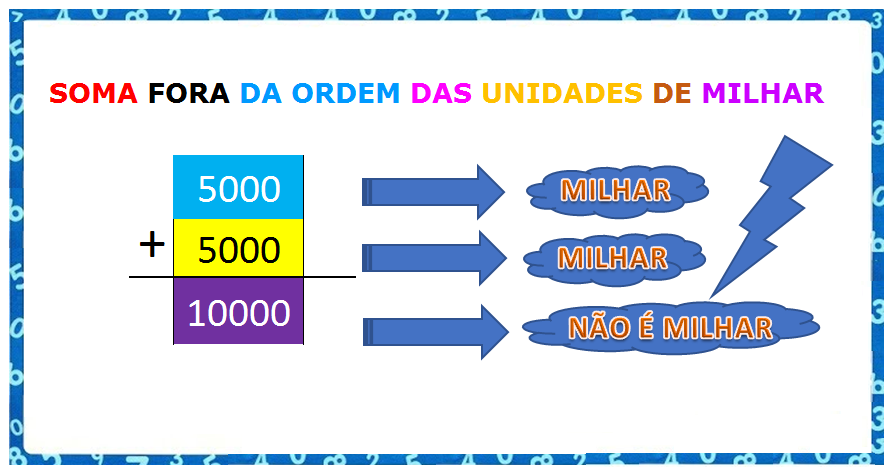 SOMA FORA DA ORDEM DAS UNIDADES DE MILHAR
5000 MILHAR
+ 5000 MILHAR
10000 NÃO É MILHAR